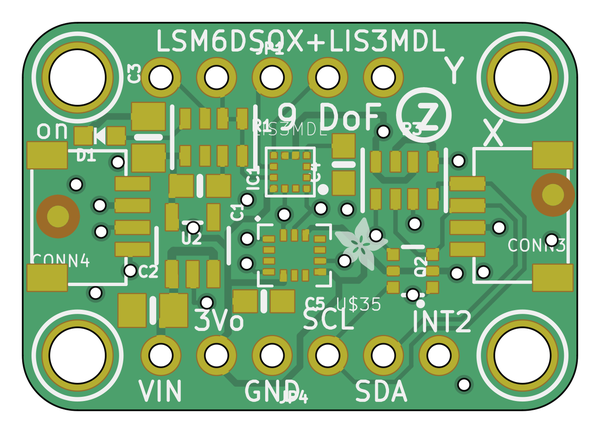 LSM6DSOX+LIS3MDL
JP1
C3
Y
9 DoF
Z
R1
LIS3MDL
R3
X
on
D1
IC1
C4
C1
U2
CONN3
CONN4
C2
Q2
C5
U$35
3Vo
SCL
INT2
VIN
GND
SDA
JP4